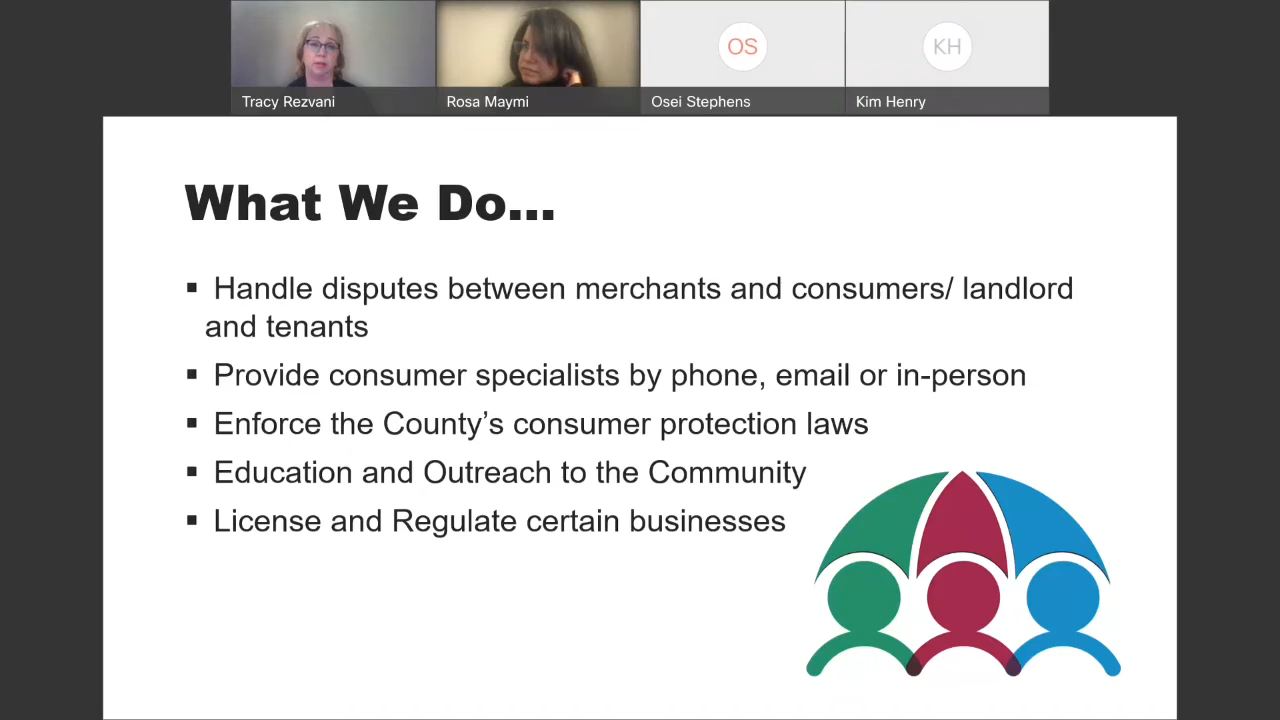 OS
KH
Tracy Rezvani
Rosa Maymi
Osei Stephens
Kim Henry
What We Do...
▪ Handle disputes between merchants and consumers/ landlord
and tenants
▪ Provide consumer specialists by phone, email or in-person
▪ Enforce the County’s consumer protection laws
▪ Education and Outreach to the Community
▪ License and Regulate certain businesses